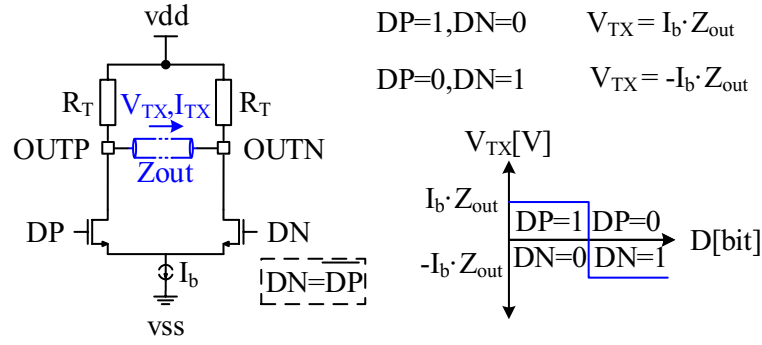 vdd
R_T
R_T
V_TX,I_TX
OUTP
OUTN
Zout
DP
DN
I_b
DN=\overline{DP}
vss
DP=1,DN=0 V_TX = I_b·Z_out
DP=0,DN=1 V_TX = -I_b·Z_out
V_TX[V]
I_b·Z_out
DP=1 DP=0
D[bit]
-I_b·Z_out
DN=0 DN=1